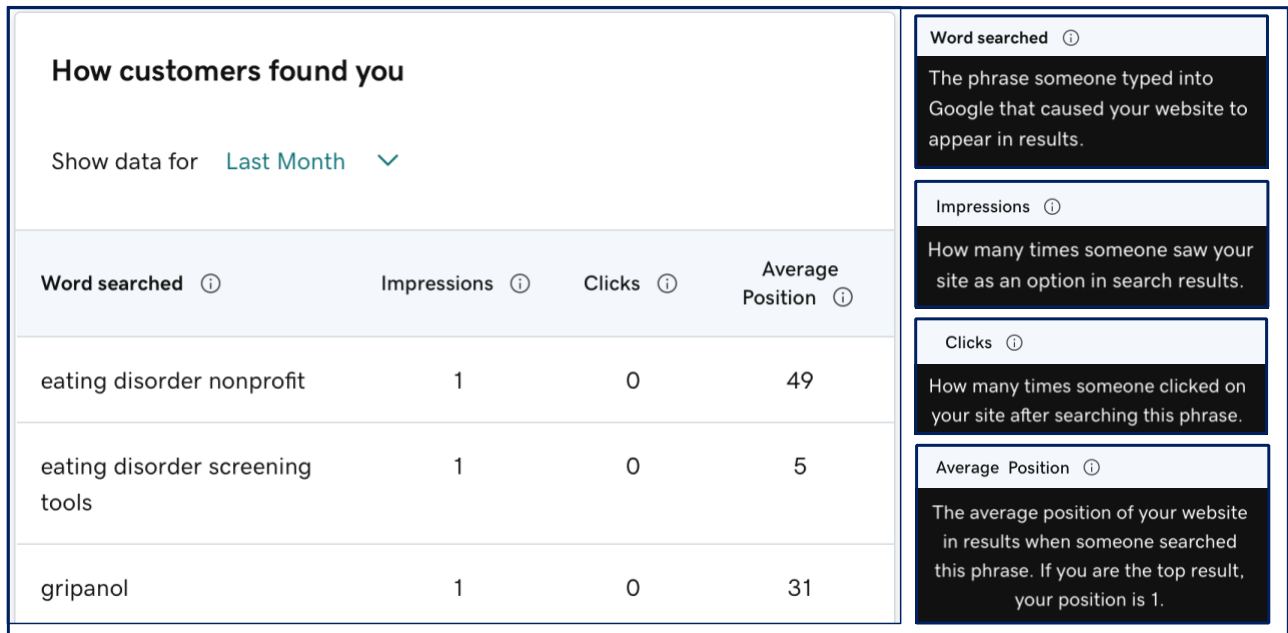 How customers found you
Show data for Last Month
Word searched Impressions Clicks Average
Position
eating disorder nonprofit 1 0 49
eating disorder screening 1 0 5
tools
gripanol 1 0 31
Word searched
The phrase someone typed into
Google that caused your website to
appear in results.
Impressions
How many times someone saw your
site as an option in search results.
Clicks
How many times someone clicked on
your site after searching this phrase.
Average Position
The average position of your website
in results when someone searched
this phrase. If you are the top result,
your position is 1.